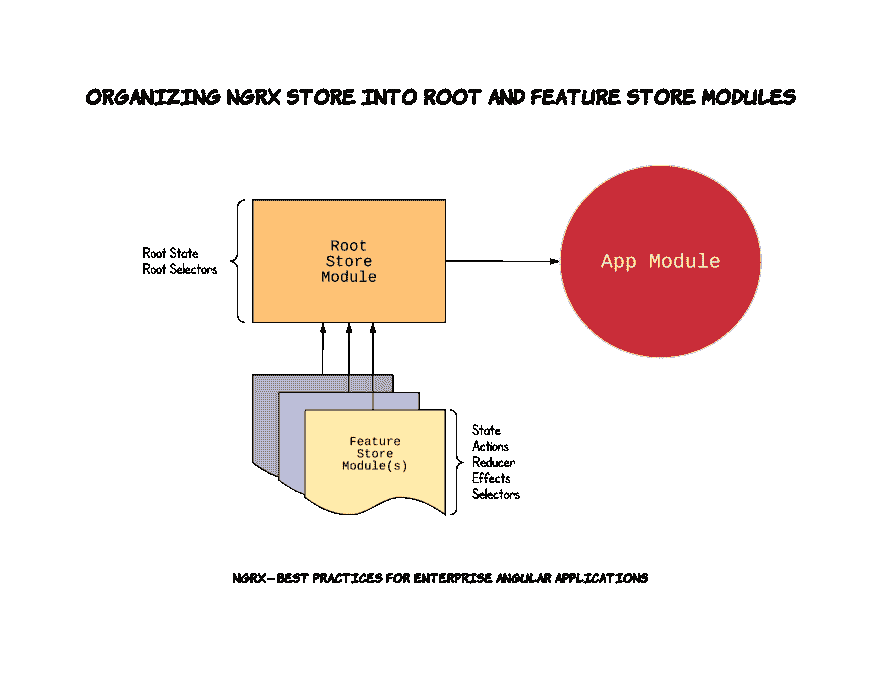 ORGANIZING NGRX STORE INTO ROOT AND FEATURE STORE MODULES
Root State
Root Selectors
Root
Store
Module
App Module
Feature
Store
Module(s)
State
Actions
Reducer
Effects
Selectors
NGRX—BEST PRACTICES FOR ENTERPRISE ANGULAR APPLICATIONS